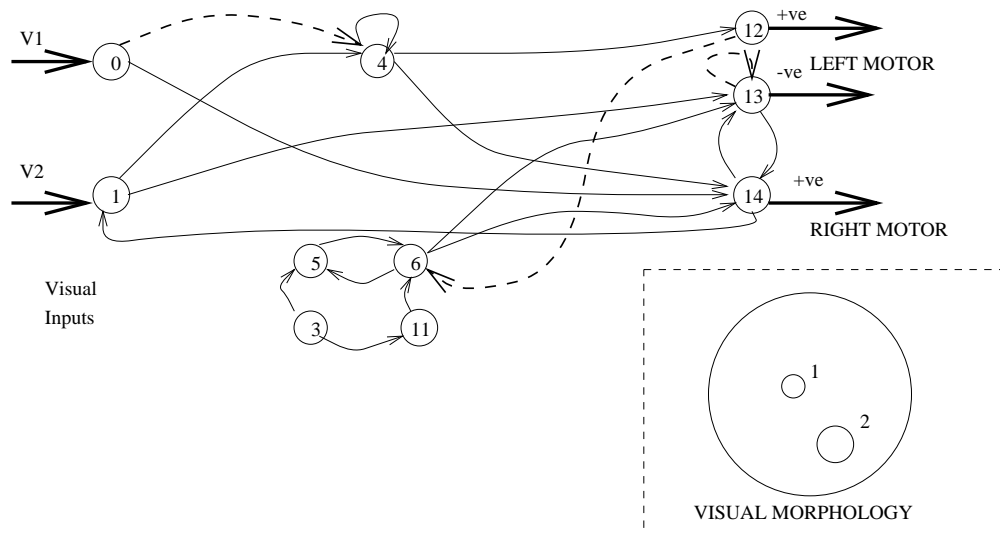 V1
0
4
12
+ve
LEFT MOTOR
13
-ve
V2
1
14
+ve
RIGHT MOTOR
5
6
3
11
Visual
Inputs
1
2
VISUAL MORPHOLOGY